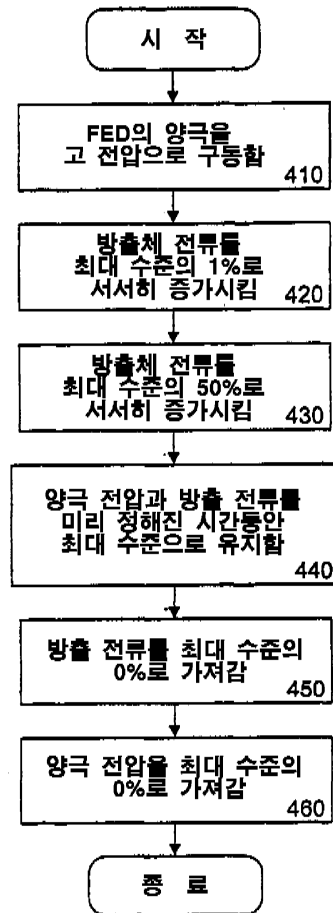 시 작
FED의 양극을
고 전압으로 구동함
410
방출체 전류를
최대 수준의 1%로
서서히 증가시킴
420
방출체 전류를
최대 수준의 50%로
서서히 증가시킴
430
양극 전압과 방출 전류를
미리 정해진 시간동안
최대 수준으로 유지함
440
방출 전류를 최대 수준의
0%로 가져감
450
양극 전압을 최대 수준의
0%로 가져감
460
종 료